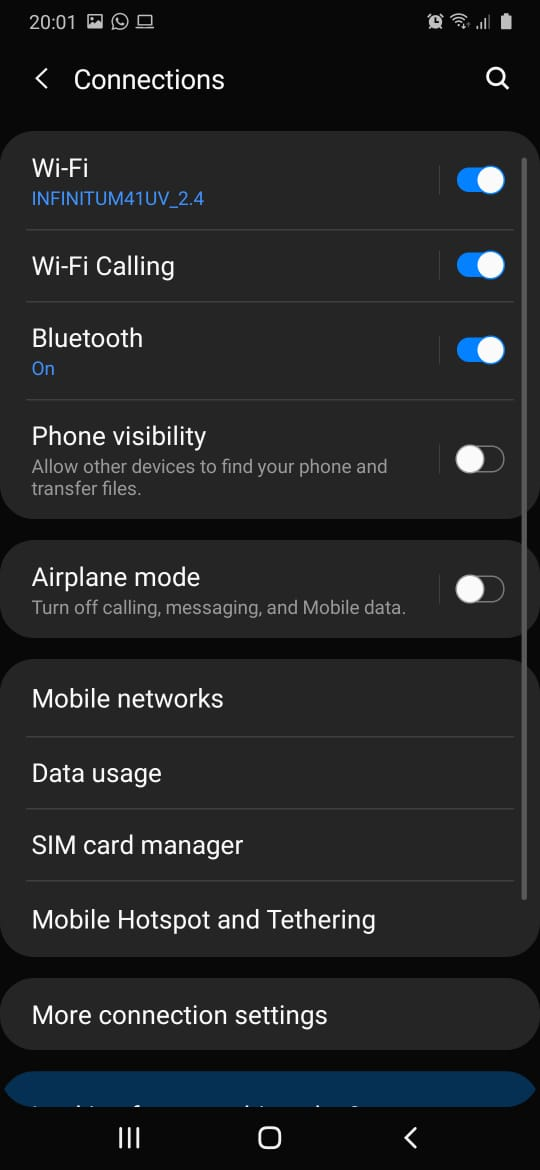 20:01
Connections
Wi-Fi
INFINITUM41UV_2.4
Wi-Fi Calling
Bluetooth
On
Phone visibility
Allow other devices to find your phone and
transfer files.
Airplane mode
Turn off calling, messaging, and Mobile data.
Mobile networks
Data usage
SIM card manager
Mobile Hotspot and Tethering
More connection settings